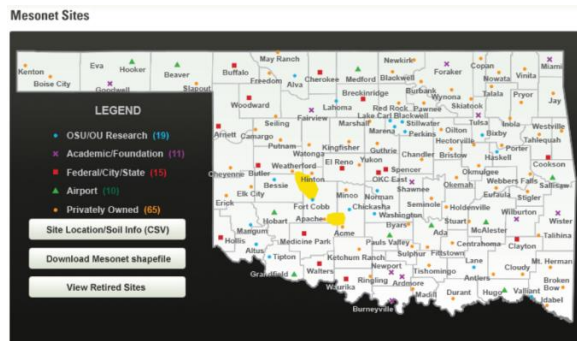 Mesonet Sites
Kenton
Boise City
Eva
Hooker
Goodwell
Beaver
Slapout
May Ranch
Buffalo
Freedom
Alva
Cherokee
Medford
Newkirk
Blackwell
Foraker
Copan
Nowata
Vinita
Miami
Breckinridge
Burbank
Wynona
Talala
Pryor
Jay
Woodward
Lahoma
Red Rock
Pawnee
Skiatook
Fairview
Lake Carl Blackwell
Marshall
Marena
Stillwater
Perkins
Oilton
Tulsa
Inola
Bixby
Westville
Tahlequah
Arnett
Seiling
Camargo
Putnam
Watonga
Kingfisher
Guthrie
Chandler
Hectorville
Bristow
Porter
Haskell
Cookson
Cheyenne
Butler
Weatherford
Hinton
El Reno
Yukon
Spencer
OKC East
Okemah
Okmulgee
Webbers Falls
Sallisaw
Elk City
Bessie
Erick
Fort Cobb
Minco
Norman
Shawnee
Seminole
Holdenville
Eufaula
Stigler
Hobart
Apache
Chickasha
Washington
Byars
Stuart
McAlester
Wilburton
Wister
Mangum
Acme
Pauls Valley
Ada
Centrahoma
Clayton
Talihina
Hollis
Altus
Tipton
Medicine Park
Ketchum Ranch
Sulphur
Fittstown
Lane
Mt. Herman
Grandfield
Walters
Waurika
Ringling
Newport
Ardmore
Tishomingo
Madill
Durant
Antlers
Cloudy
Hugo
Valliant
Broken
Bow
Idabel
Burneyville
LEGEND
OSU/OU Research (19)
Academic/Foundation (11)
Federal/City/State (15)
Airport (10)
Privately Owned (65)
Site Location/Soil Info (CSV)
Download Mesonet shapefile
View Retired Sites